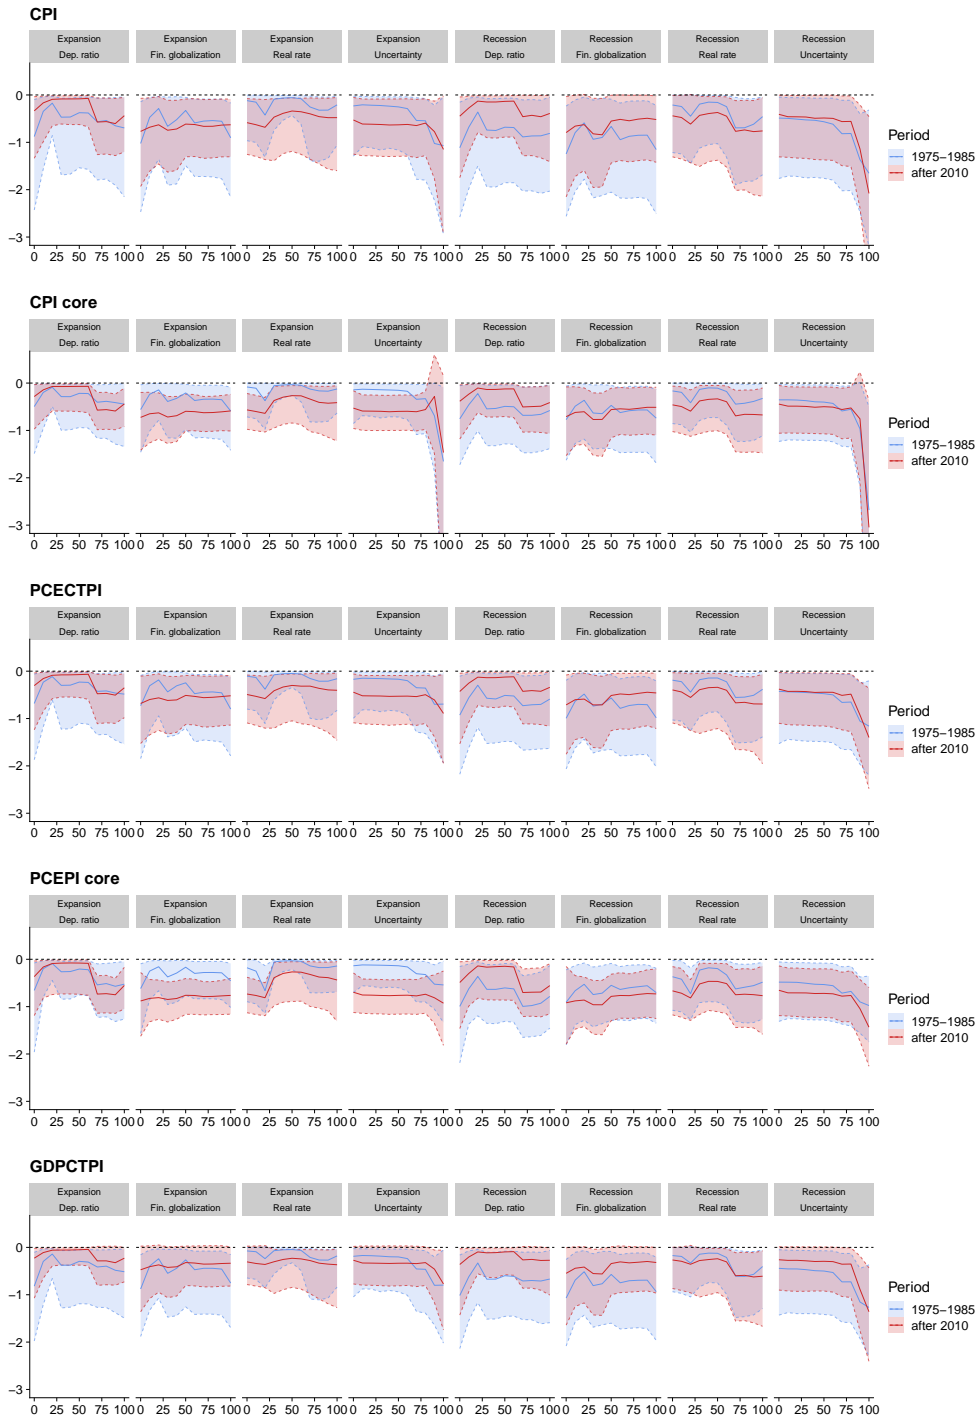 CPI
Expansion Expansion Expansion Expansion Recession Recession Recession Recession
Dep. ratio Fin. globalization Real rate Uncertainty Dep. ratio Fin. globalization Real rate Uncertainty
0
−1
−2
−3
0 25 50 75 100 0 25 50 75 100 0 25 50 75 100 0 25 50 75 100 0 25 50 75 100 0 25 50 75 100 0 25 50 75 100 0 25 50 75 100
Period
1975−1985
after 2010
CPI core
Expansion Expansion Expansion Expansion Recession Recession Recession Recession
Dep. ratio Fin. globalization Real rate Uncertainty Dep. ratio Fin. globalization Real rate Uncertainty
0
−1
−2
−3
0 25 50 75 100 0 25 50 75 100 0 25 50 75 100 0 25 50 75 100 0 25 50 75 100 0 25 50 75 100 0 25 50 75 100 0 25 50 75 100
Period
1975−1985
after 2010
PCECTPI
Expansion Expansion Expansion Expansion Recession Recession Recession Recession
Dep. ratio Fin. globalization Real rate Uncertainty Dep. ratio Fin. globalization Real rate Uncertainty
0
−1
−2
−3
0 25 50 75 100 0 25 50 75 100 0 25 50 75 100 0 25 50 75 100 0 25 50 75 100 0 25 50 75 100 0 25 50 75 100 0 25 50 75 100
Period
1975−1985
after 2010
PCEPI core
Expansion Expansion Expansion Expansion Recession Recession Recession Recession
Dep. ratio Fin. globalization Real rate Uncertainty Dep. ratio Fin. globalization Real rate Uncertainty
0
−1
−2
−3
0 25 50 75 100 0 25 50 75 100 0 25 50 75 100 0 25 50 75 100 0 25 50 75 100 0 25 50 75 100 0 25 50 75 100 0 25 50 75 100
Period
1975−1985
after 2010
GDPCTPI
Expansion Expansion Expansion Expansion Recession Recession Recession Recession
Dep. ratio Fin. globalization Real rate Uncertainty Dep. ratio Fin. globalization Real rate Uncertainty
0
−1
−2
−3
0 25 50 75 100 0 25 50 75 100 0 25 50 75 100 0 25 50 75 100 0 25 50 75 100 0 25 50 75 100 0 25 50 75 100 0 25 50 75 100
Period
1975−1985
after 2010